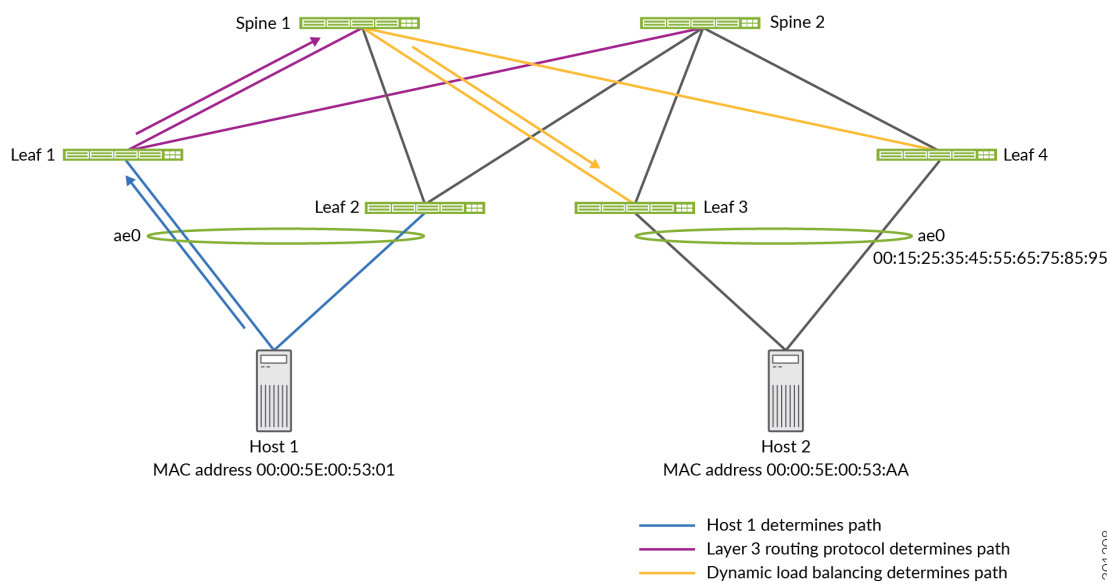 Spine 1
Spine 2
Leaf 1
Leaf 4
Leaf 2
Leaf 3
ae0
ae0
00:15:25:35:45:55:65:75:85:95
Host 1
MAC address 00:00:5E:00:53:01
Host 2
MAC address 00:00:5E:00:53:AA
Host 1 determines path
Layer 3 routing protocol determines path
Dynamic load balancing determines path